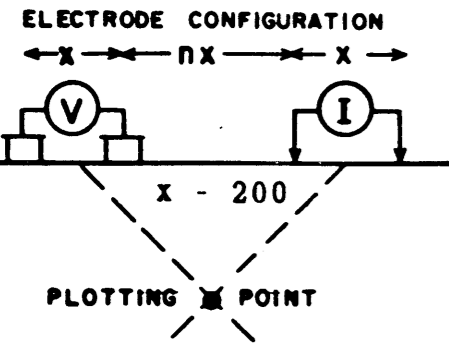 ELECTRODE CONFIGURATION
x nx x
V I
x - 200
PLOTTING POINT